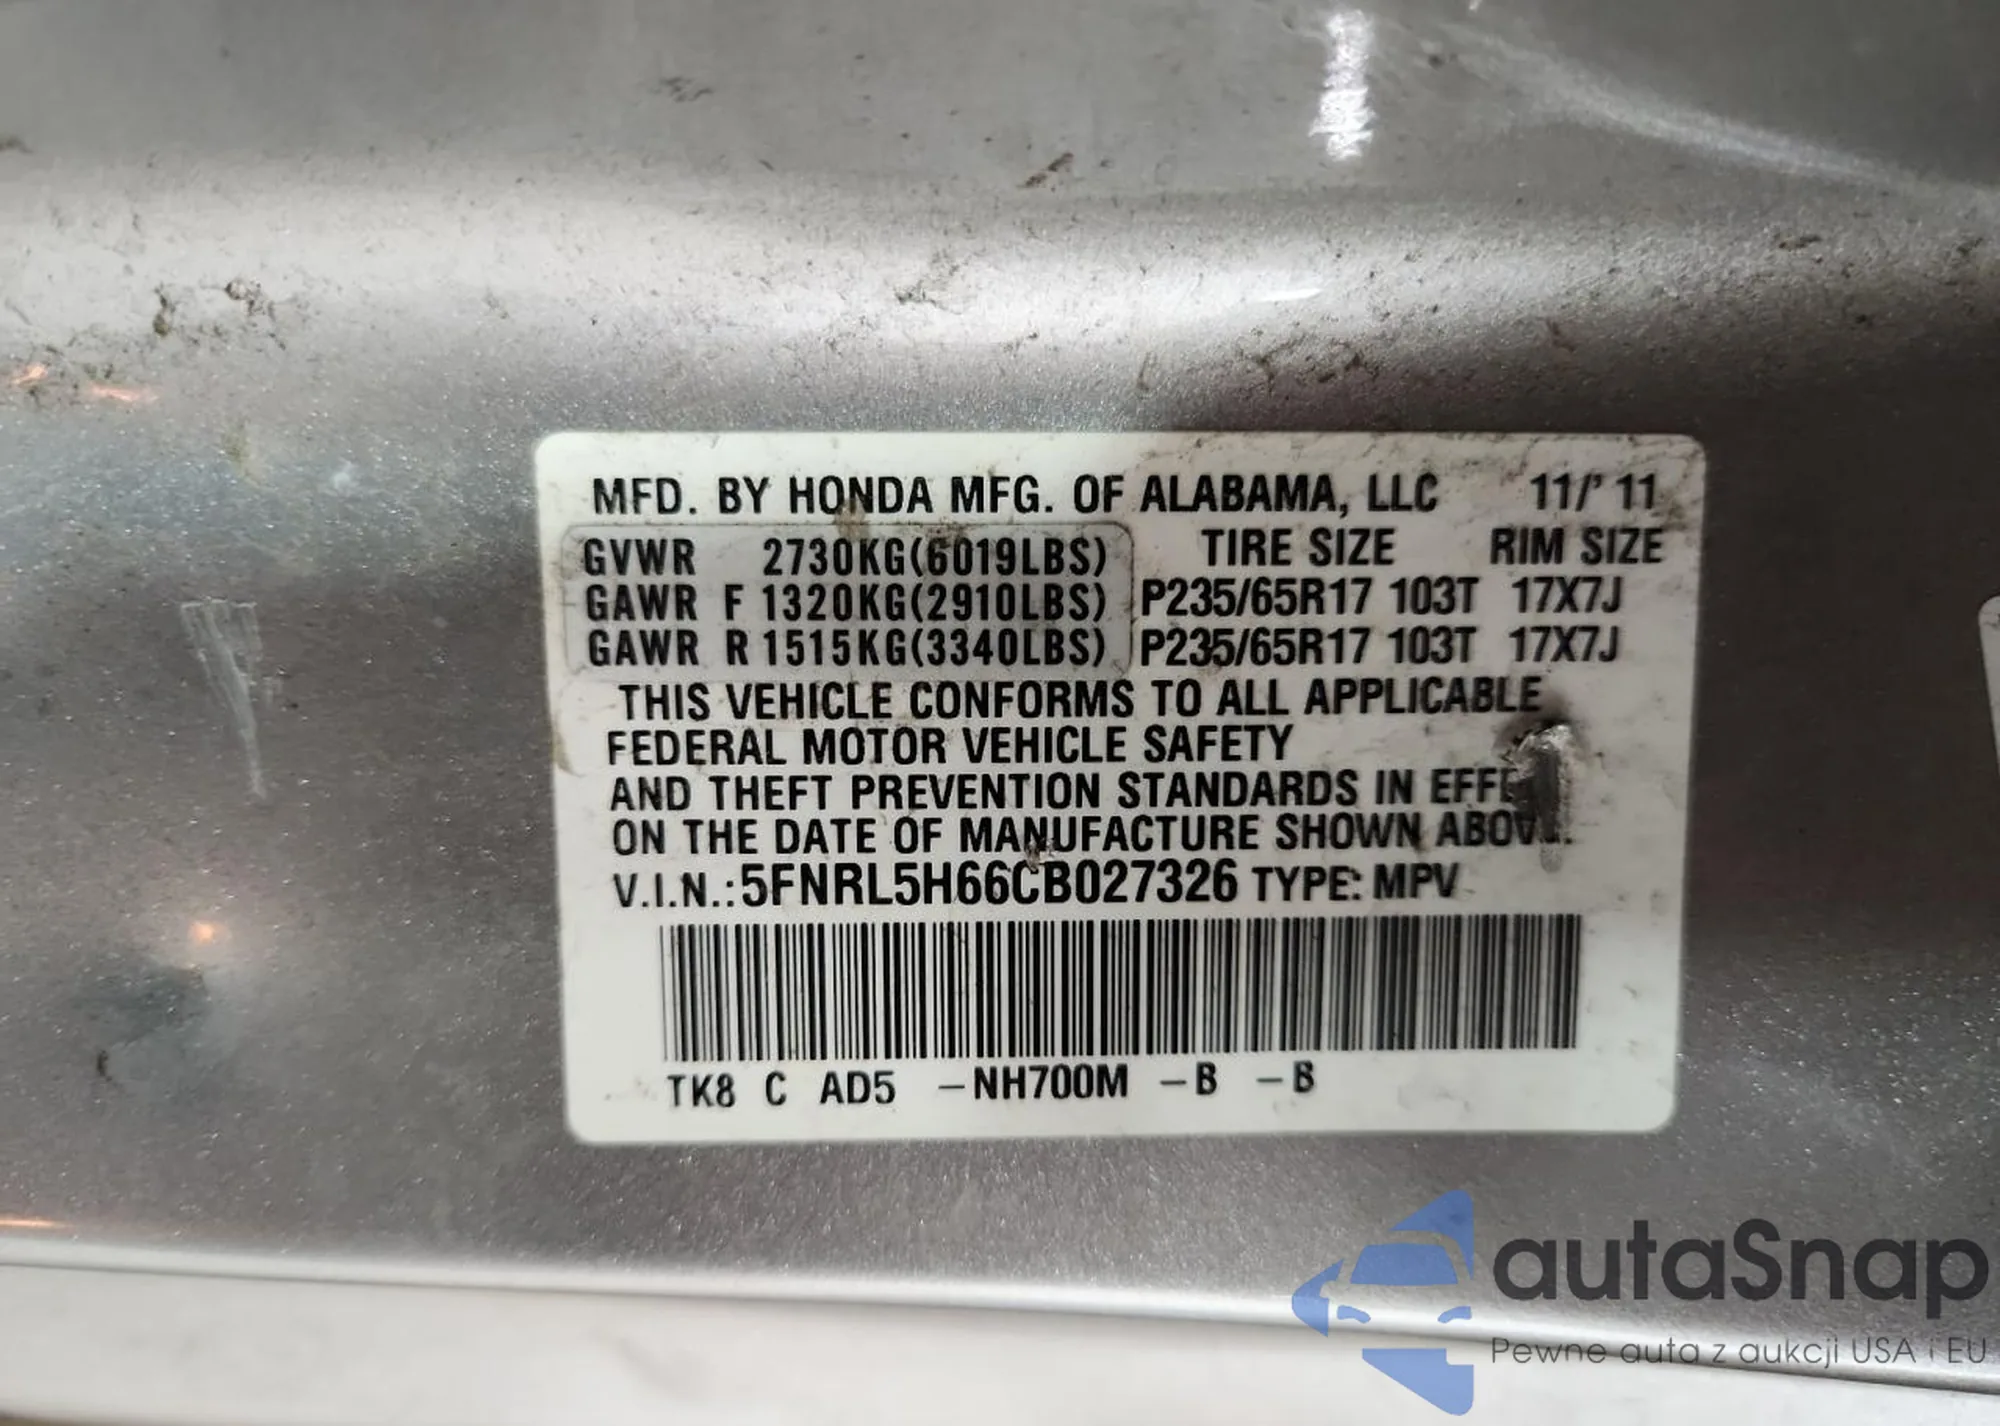 MFD. BY HONDA MFG. OF ALABAMA, LLC 11/'11
GVWR 2730KG(6019LBS) TIRE SIZE RIM SIZE
GAWR F 1320KG(2910LBS) P235/65R17 103T 17X7J
GAWR R 1515KG(3340LBS) P235/65R17 103T 17X7J
THIS VEHICLE CONFORMS TO ALL APPLICABLE
FEDERAL MOTOR VEHICLE SAFETY
AND THEFT PREVENTION STANDARDS IN
ON THE DATE OF MANUFACTURE SHOWN
V.I.N.:5FNRL5H66CB027326 TYPE: MPV
TK8 C AD5 –NH700M –B –B
autaSnap
Pewne auta z aukcji USA i EU